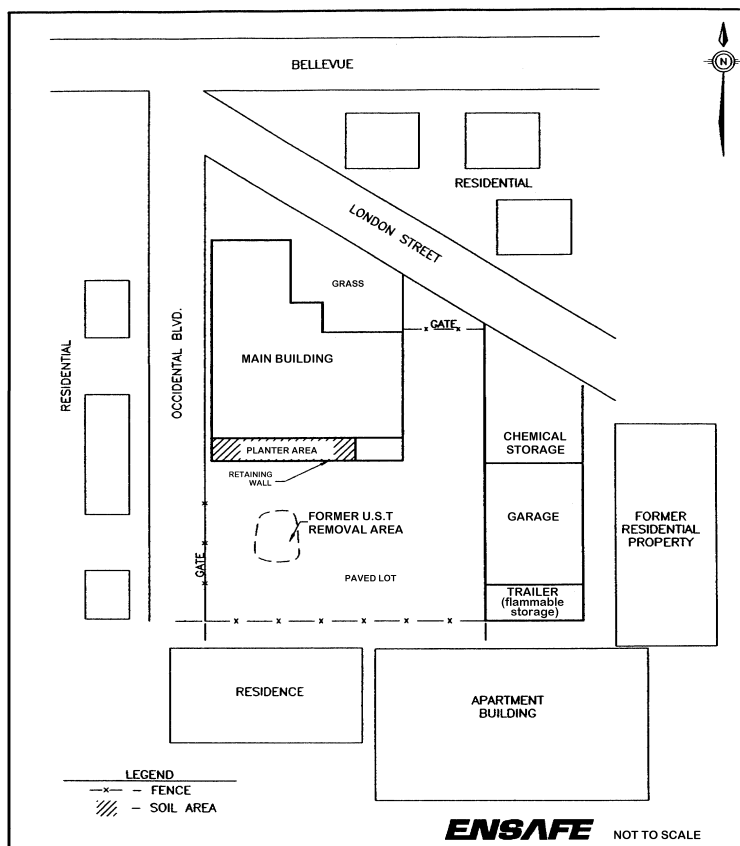 BELLEVUE
N
RESIDENTIAL
LONDON STREET
GRASS
GATE
MAIN BUILDING
OCCIDENTAL BLVD.
RESIDENTIAL
PLANTER AREA
RETAINING
WALL
CHEMICAL
STORAGE
GARAGE
FORMER
RESIDENTIAL
PROPERTY
FORMER U.S.T
REMOVAL AREA
GATE
PAVED LOT
TRAILER
(flammable
storage)
RESIDENCE
APARTMENT
BUILDING
LEGEND
—x— – FENCE
– SOIL AREA
ENSAFE
NOT TO SCALE